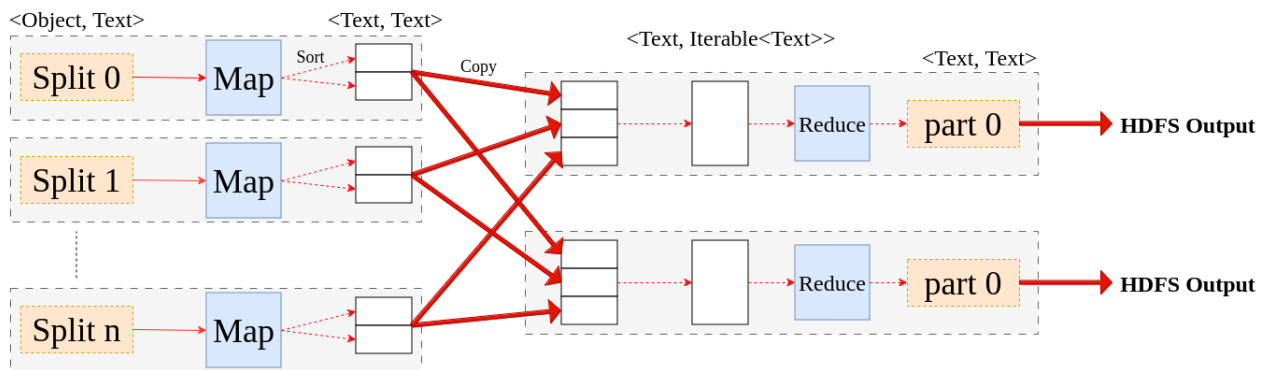 <Object, Text>
<Text, Text>
<Text, Iterable<Text>>
<Text, Text>
Split 0
Map
Sort
Copy
Reduce
part 0
HDFS Output
Split 1
Map
Reduce
part 0
HDFS Output
Split n
Map